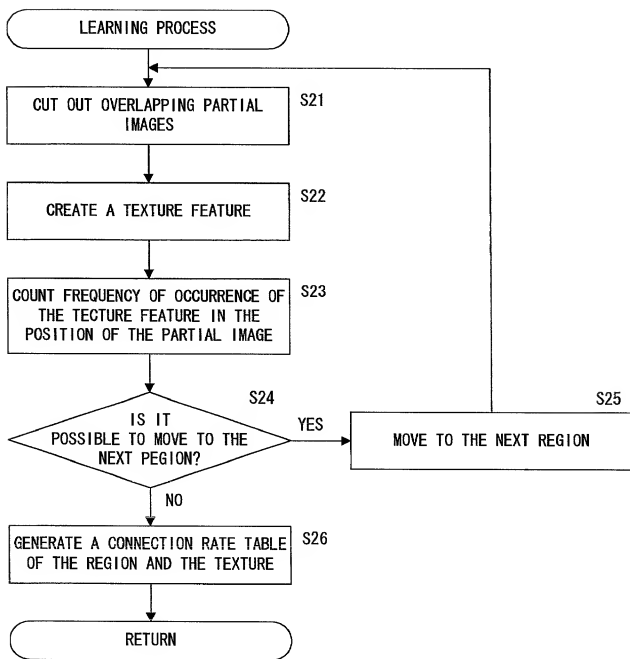 LEARNING PROCESS
CUT OUT OVERLAPPING PARTIAL
IMAGES
S21
CREATE A TEXTURE FEATURE
S22
COUNT FREQUENCY OF OCCURRENCE OF
THE TECTURE FEATURE IN THE
POSITION OF THE PARTIAL IMAGE
S23
IS IT
POSSIBLE TO MOVE TO THE
NEXT PEGION?
S24
YES
MOVE TO THE NEXT REGION
S25
NO
GENERATE A CONNECTION RATE TABLE
OF THE REGION AND THE TEXTURE
S26
RETURN